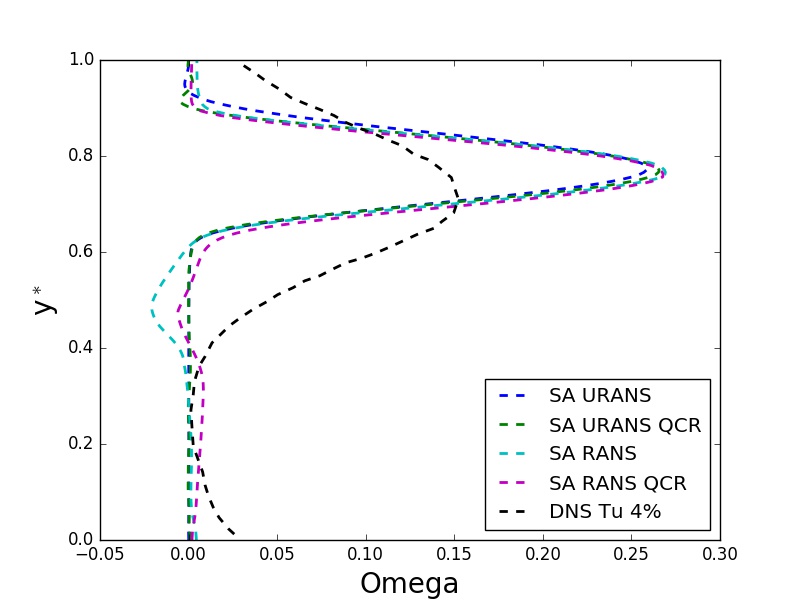 1.0
0.8
0.6
0.4
0.2
0.0
y*
−0.05 0.00 0.05 0.10 0.15 0.20 0.25 0.30
Omega
SA URANS
SA URANS QCR
SA RANS
SA RANS QCR
DNS Tu 4%